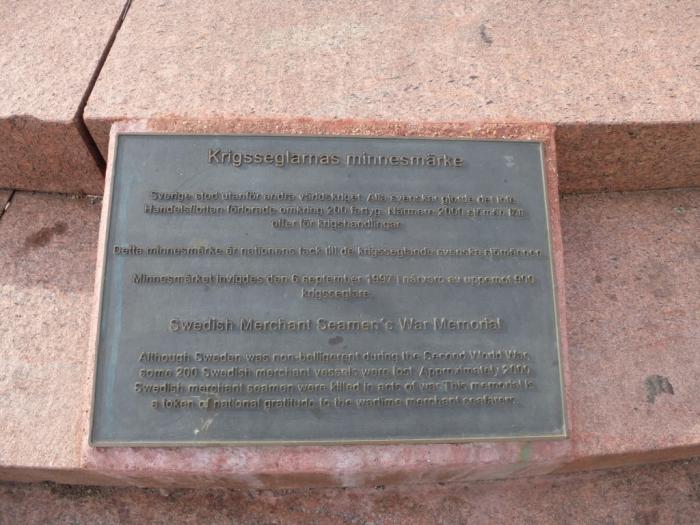 Krigsseglarnas minnesmärke
Sverige stod utanför andra världskriget. Alla svenskar gjorde det inte.
Handelsflottan förlorade omkring 200 fartyg. Närmare 2000 sjömän föll
offer för krigshandlingar.
Detta minnesmärke är nationens tack till de krigsseglande svenska sjömännen.
Minnesmärket invigdes den 6 september 1997 i närvaro av uppemot 900
krigsseglare.
Swedish Merchant Seamen´s War Memorial
Although Sweden was non-belligerent during the Second World War,
some 200 Swedish merchant vessels were lost. Approximately 2000
Swedish merchant seamen were killed in acts of war. This memorial is
a token of national gratitude to the wartime merchant seafarers.